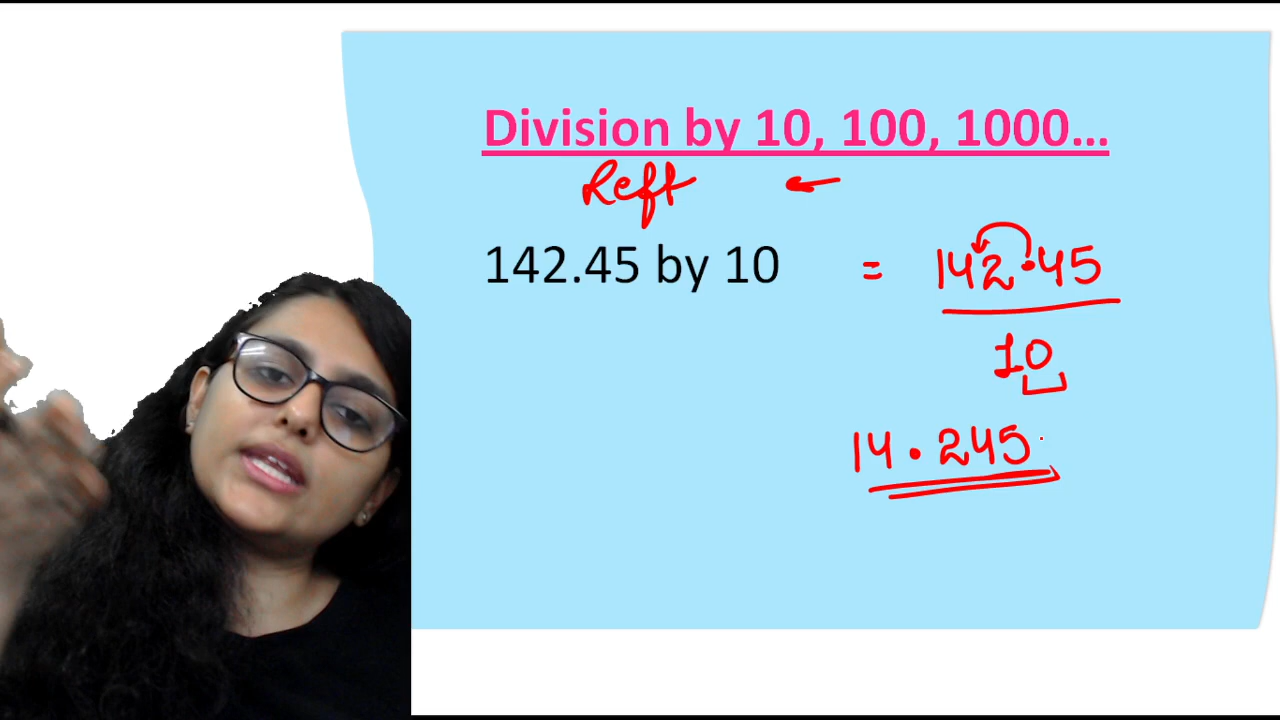 Division by 10, 100, 1000...
Left ←
142.45 by 10 = 142.45
10
14.245